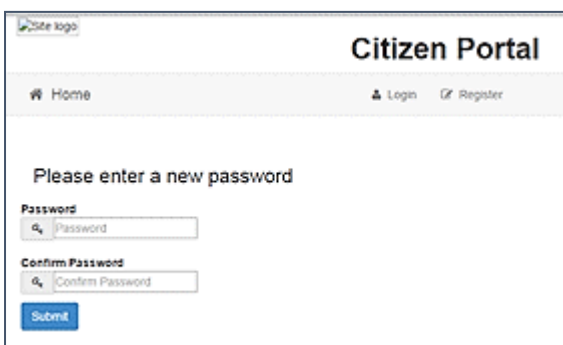 Site logo
Citizen Portal
Home Login Register
Please enter a new password
Password
Password
Confirm Password
Confirm Password
Submit